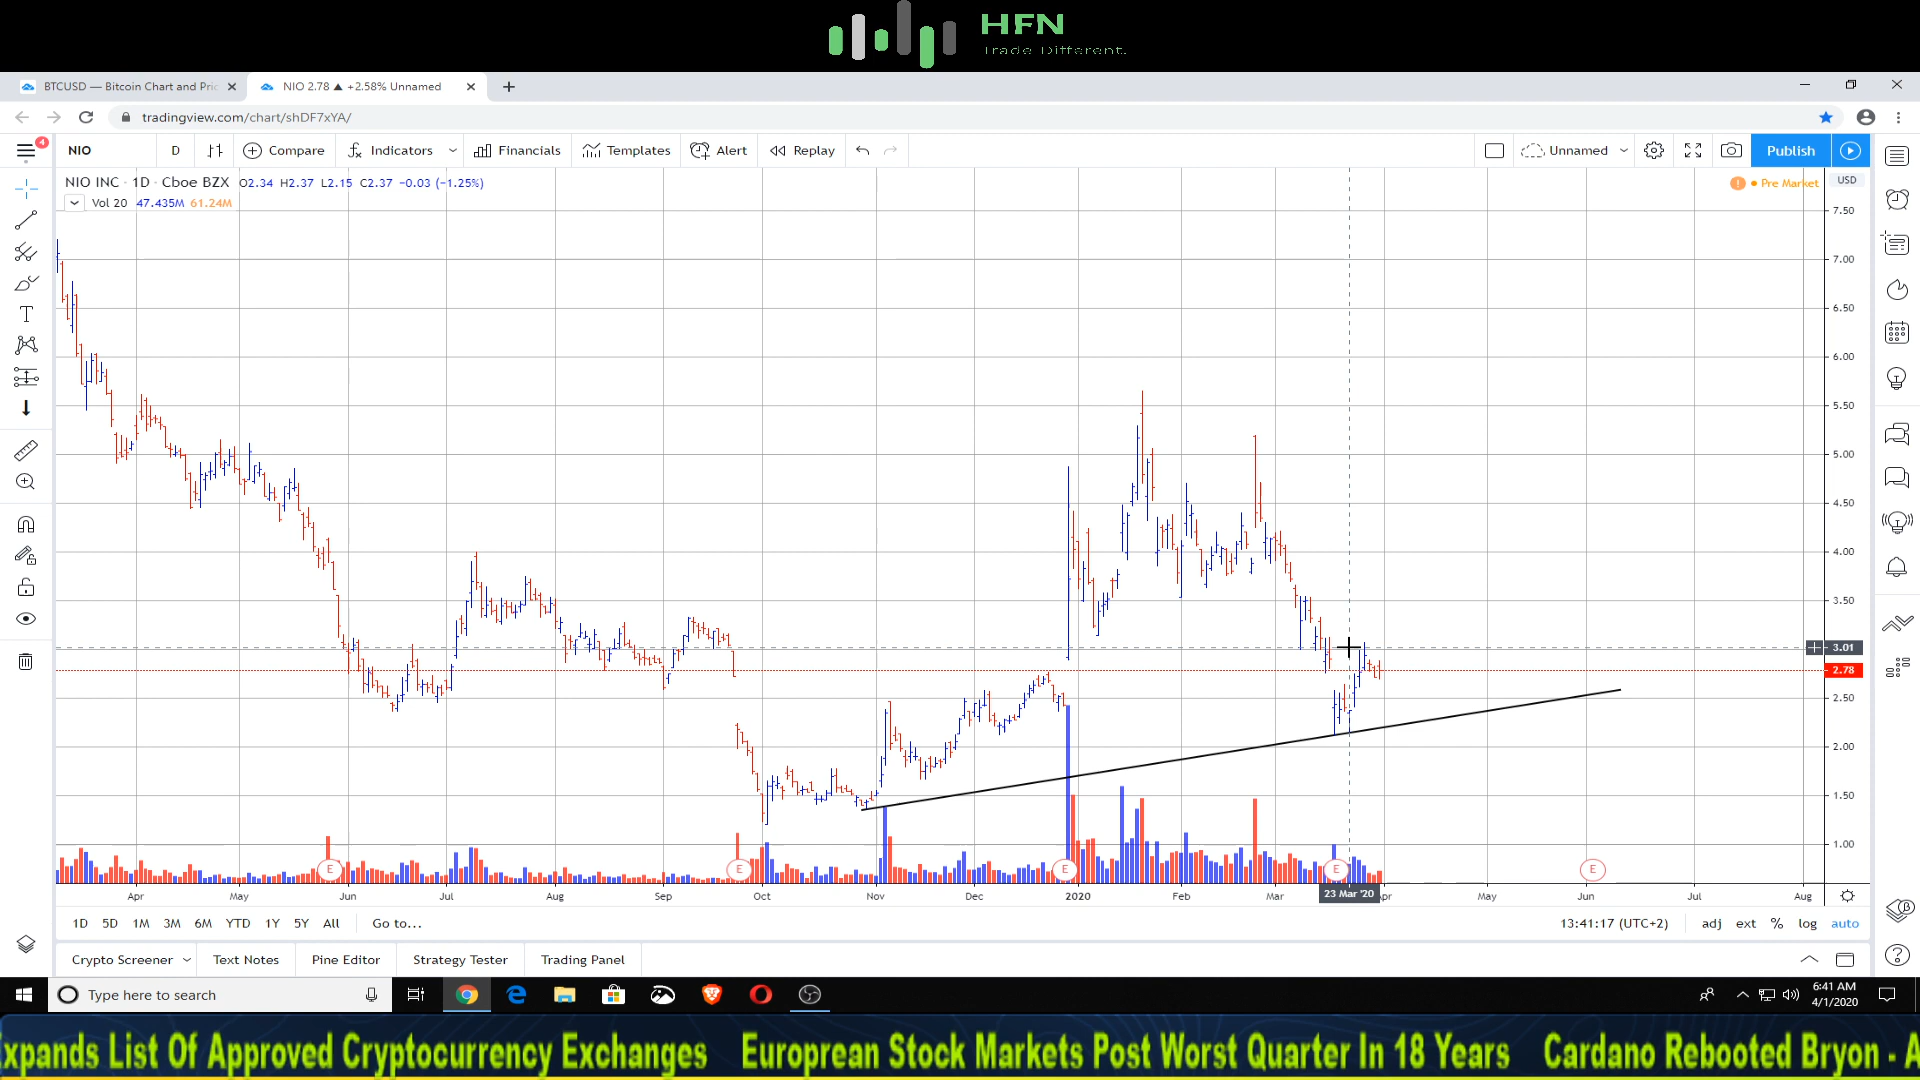 HFN
Trade Different.
BTCUSD — Bitcoin Chart and Pric
NIO 2.78 ▲ +2.58% Unnamed
tradingview.com/chart/shDF7xYA/
4
NIO D Compare Indicators Financials Templates Alert Replay Unnamed Publish
NIO INC · 1D · Cboe BZX O2.34 H2.37 L2.15 C2.37 −0.03 (−1.25%)
Pre Market
USD
Vol 20 47.435M 61.24M
7.50
7.00
6.50
6.00
5.50
5.00
4.50
4.00
3.50
3.01
2.78
2.50
2.00
1.50
1.00
E E E E E
Apr May Jun Jul Aug Sep Oct Nov Dec 2020 Feb Mar 23 Mar '20 pr May Jun Jul Aug
1D 5D 1M 3M 6M YTD 1Y 5Y All Go to... 13:41:17 (UTC+2) adj ext % log auto
Crypto Screener Text Notes Pine Editor Strategy Tester Trading Panel
Type here to search
6:41 AM
4/1/2020
xpands List Of Approved Cryptocurrency Exchanges Europrean Stock Markets Post Worst Quarter In 18 Years Cardano Rebooted Bryon - A